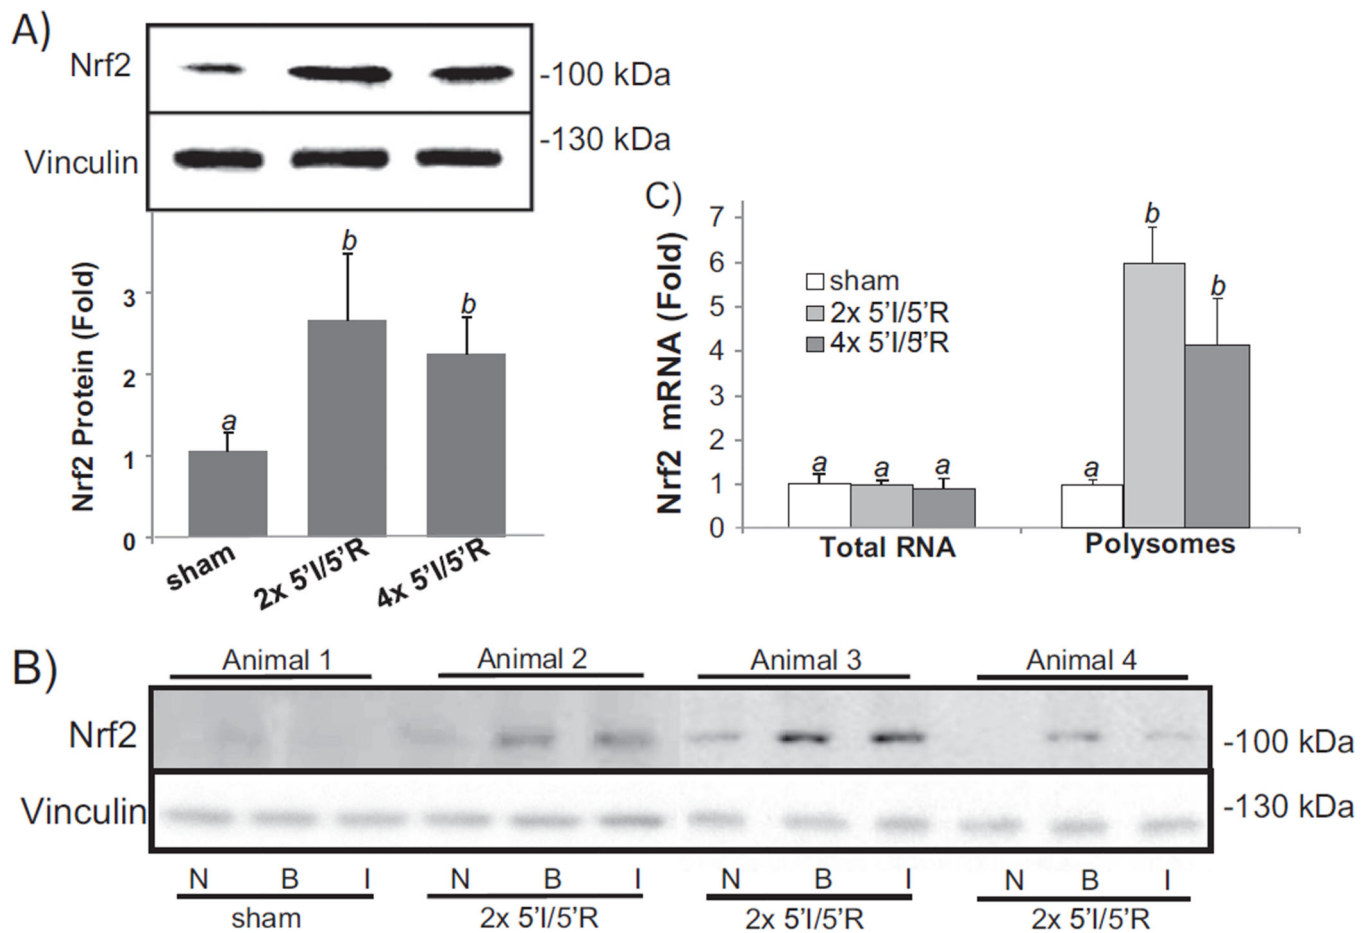 A)
Nrf2
-100 kDa
Vinculin
-130 kDa
Nrf2 Protein (Fold)
3
2
1
0
a
b
b
sham
2x 5'I/5'R
4x 5'I/5'R
C)
Nrf2 mRNA (Fold)
7
6
5
4
3
2
1
0
sham
2x 5'I/5'R
4x 5'I/5'R
a
a
a
a
b
b
Total RNA
Polysomes
B)
Animal 1
Animal 2
Animal 3
Animal 4
Nrf2
-100 kDa
Vinculin
-130 kDa
N B I
N B I
N B I
N B I
sham
2x 5'I/5'R
2x 5'I/5'R
2x 5'I/5'R